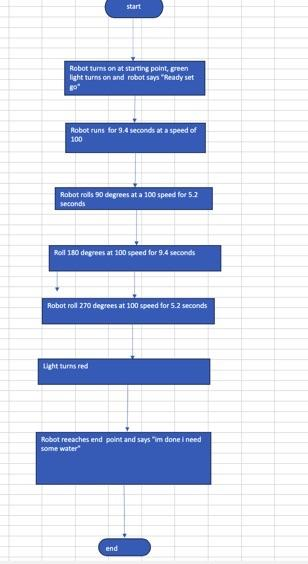 start
Robot turns on at starting point, green
light turns on and  robot says "Ready set
go"
Robot runs  for 9.4 seconds at a speed of
100
Robot rolls 90 degrees at a 100 speed for 5.2
seconds
Roll 180 degrees at 100 speed for 9.4 seconds
Robot roll 270 degrees at 100 speed for 5.2 seconds
Light turns red
Robot reeaches end  point and says "im done i need
some water"
end